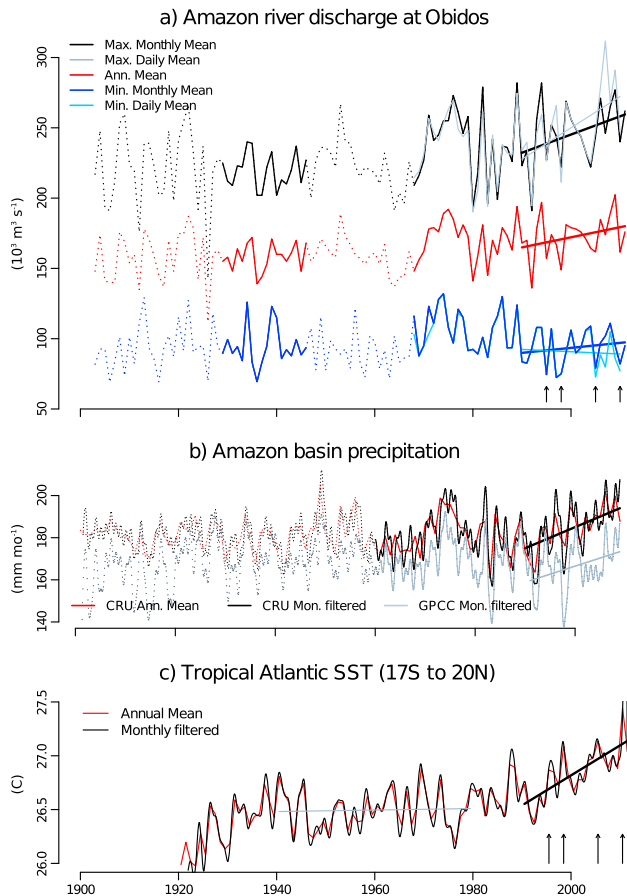 a) Amazon river discharge at Obidos
Max. Monthly Mean
Max. Daily Mean
Ann. Mean
Min. Monthly Mean
Min. Daily Mean
300
250
200
150
100
50
(10³ m³ s⁻¹)
b) Amazon basin precipitation
200
180
160
140
(mm mo⁻¹)
CRU Ann. Mean
CRU Mon. filtered
GPCC Mon. filtered
c) Tropical Atlantic SST (17S to 20N)
Annual Mean
Monthly filtered
27.5
27.0
26.5
26.0
(C)
1900 1920 1940 1960 1980 2000